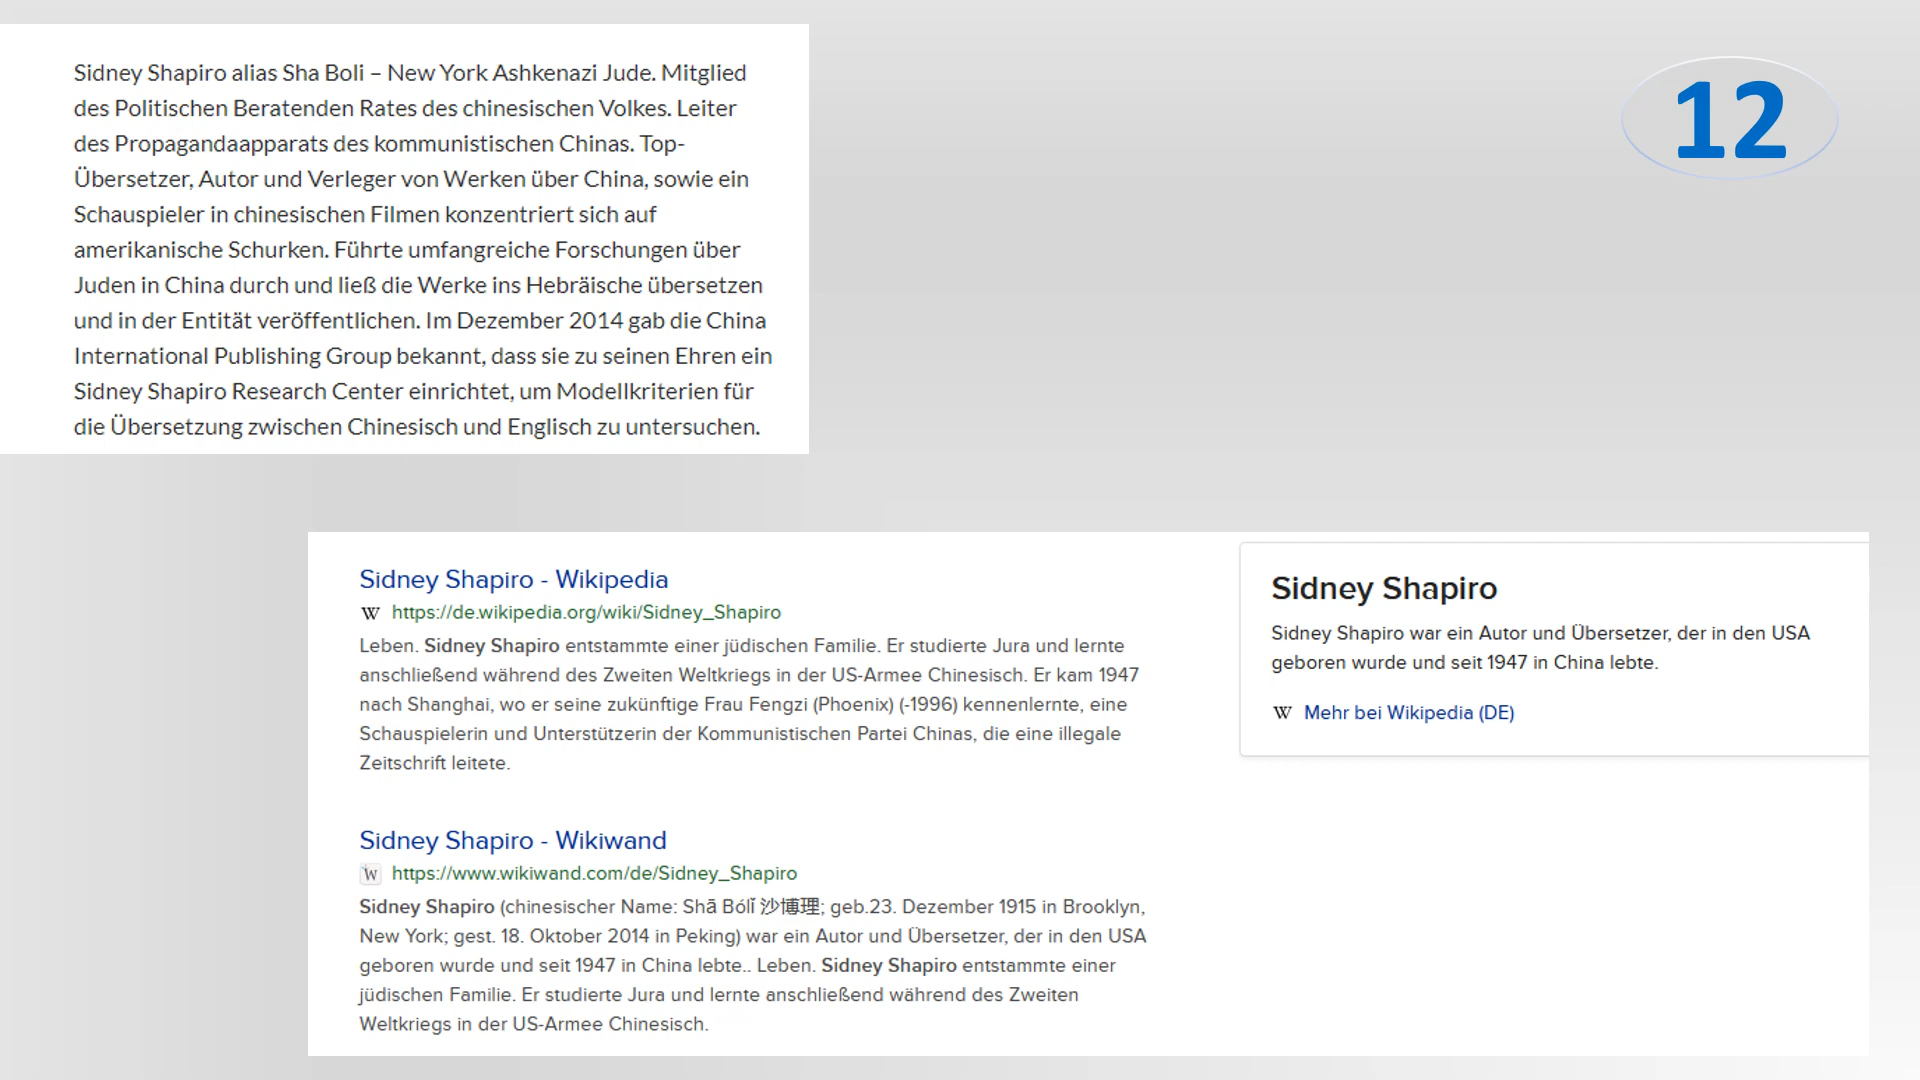 Sidney Shapiro alias Sha Boli – New York Ashkenazi Jude. Mitglied
des Politischen Beratenden Rates des chinesischen Volkes. Leiter
des Propagandaapparats des kommunistischen Chinas. Top-
Übersetzer, Autor und Verleger von Werken über China, sowie ein
Schauspieler in chinesischen Filmen konzentriert sich auf
amerikanische Schurken. Führte umfangreiche Forschungen über
Juden in China durch und ließ die Werke ins Hebräische übersetzen
und in der Entität veröffentlichen. Im Dezember 2014 gab die China
International Publishing Group bekannt, dass sie zu seinen Ehren ein
Sidney Shapiro Research Center einrichtet, um Modellkriterien für
die Übersetzung zwischen Chinesisch und Englisch zu untersuchen.
12
Sidney Shapiro - Wikipedia
W https://de.wikipedia.org/wiki/Sidney_Shapiro
Leben. Sidney Shapiro entstammte einer jüdischen Familie. Er studierte Jura und lernte
anschließend während des Zweiten Weltkriegs in der US-Armee Chinesisch. Er kam 1947
nach Shanghai, wo er seine zukünftige Frau Fengzi (Phoenix) (-1996) kennenlernte, eine
Schauspielerin und Unterstützerin der Kommunistischen Partei Chinas, die eine illegale
Zeitschrift leitete.
Sidney Shapiro - Wikiwand
W https://www.wikiwand.com/de/Sidney_Shapiro
Sidney Shapiro (chinesischer Name: Shā Bólǐ 沙博理; geb.23. Dezember 1915 in Brooklyn,
New York; gest. 18. Oktober 2014 in Peking) war ein Autor und Übersetzer, der in den USA
geboren wurde und seit 1947 in China lebte.. Leben. Sidney Shapiro entstammte einer
jüdischen Familie. Er studierte Jura und lernte anschließend während des Zweiten
Weltkriegs in der US-Armee Chinesisch.
Sidney Shapiro
Sidney Shapiro war ein Autor und Übersetzer, der in den USA
geboren wurde und seit 1947 in China lebte.
W Mehr bei Wikipedia (DE)